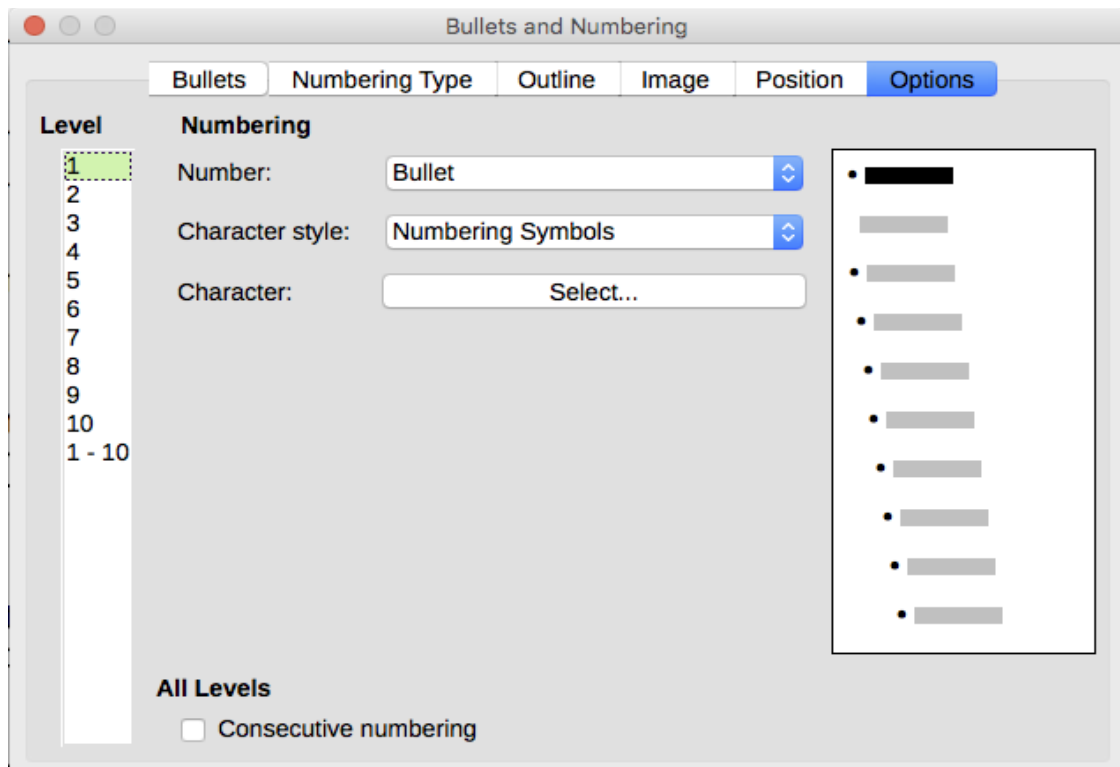 Bullets and Numbering
Bullets Numbering Type Outline Image Position Options
Level Numbering
1
2
3
4
5
6
7
8
9
10
1 - 10
Number: Bullet
Character style: Numbering Symbols
Character: Select...
All Levels
Consecutive numbering